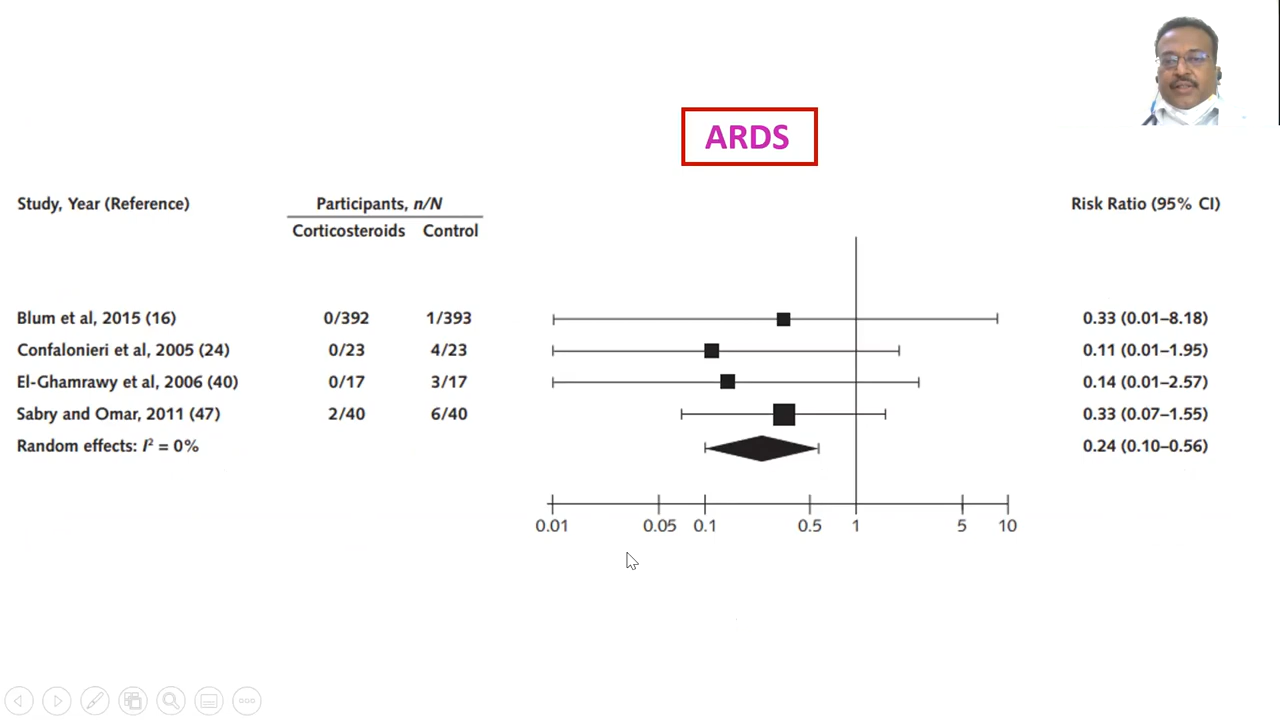 ARDS
Study, Year (Reference) Participants, n/N Risk Ratio (95% CI)
Corticosteroids Control
Blum et al, 2015 (16) 0/392 1/393 0.33 (0.01–8.18)
Confalonieri et al, 2005 (24) 0/23 4/23 0.11 (0.01–1.95)
El-Ghamrawy et al, 2006 (40) 0/17 3/17 0.14 (0.01–2.57)
Sabry and Omar, 2011 (47) 2/40 6/40 0.33 (0.07–1.55)
Random effects: I² = 0% 0.24 (0.10–0.56)
0.01 0.05 0.1 0.5 1 5 10